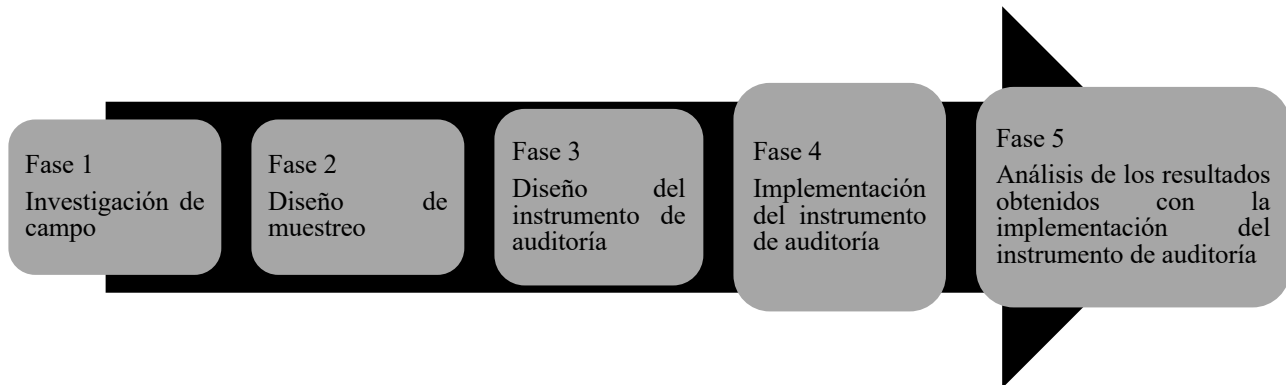 Fase 1
Investigación de
campo
Fase 2
Diseño de
muestreo
Fase 3
Diseño del
instrumento de
auditoría
Fase 4
Implementación
del instrumento
de auditoría
Fase 5
Análisis de los resultados
obtenidos con la
implementación del
instrumento de auditoría